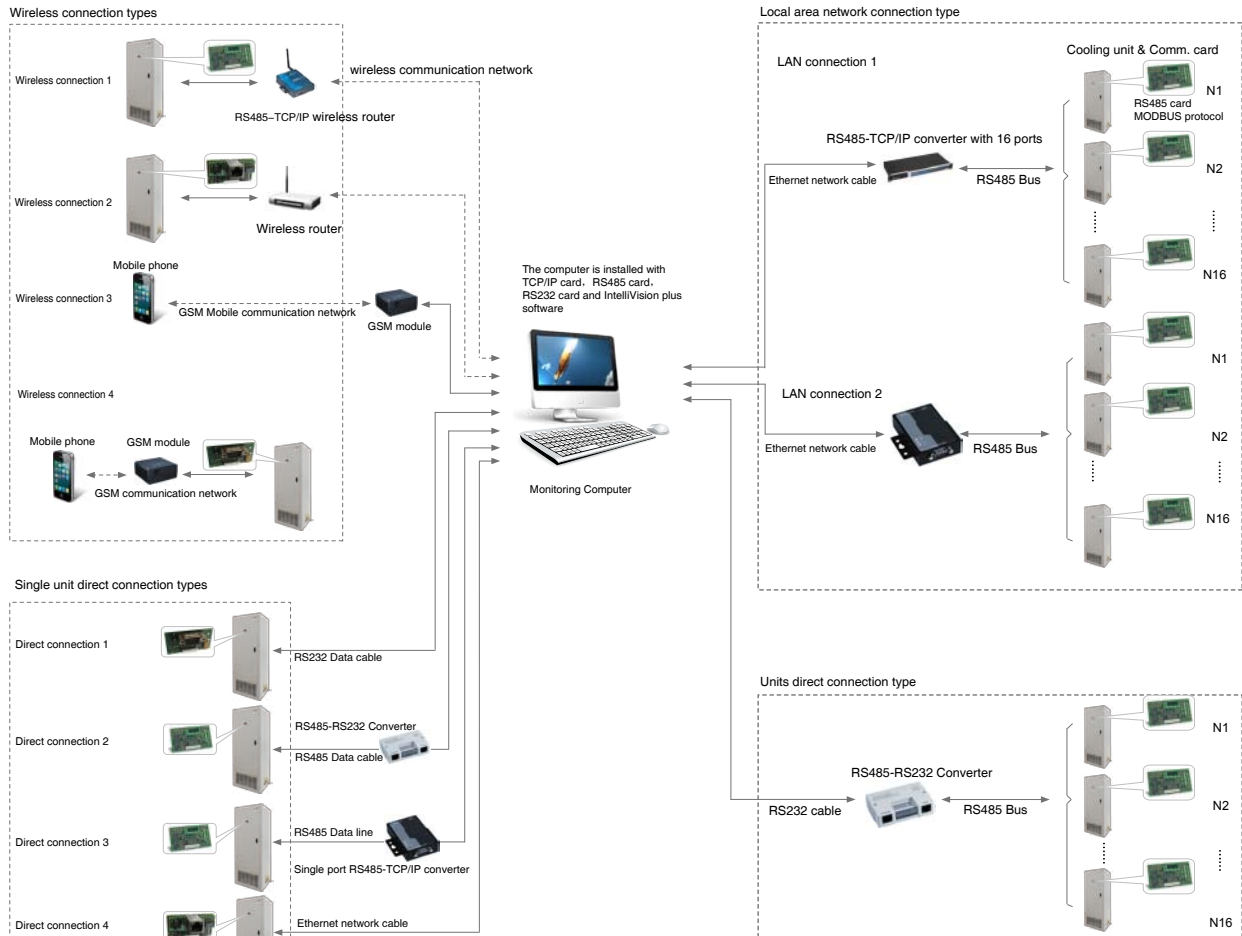 Wireless connection types
Wireless connection 1
wireless communication network
RS485–TCP/IP wireless router
Wireless connection 2
Wireless router
Mobile phone
Wireless connection 3
GSM Mobile communication network
GSM module
Wireless connection 4
Mobile phone
GSM module
GSM communication network
The computer is installed with
TCP/IP card, RS485 card,
RS232 card and IntelliVision plus
software
Monitoring Computer
Local area network connection type
LAN connection 1
Cooling unit & Comm. card
N1
RS485 card
MODBUS protocol
RS485-TCP/IP converter with 16 ports
Ethernet network cable
RS485 Bus
N2
N16
LAN connection 2
Ethernet network cable
RS485 Bus
N1
N2
N16
Single unit direct connection types
Direct connection 1
RS232 Data cable
Direct connection 2
RS485-RS232 Converter
RS485 Data cable
Direct connection 3
RS485 Data line
Single port RS485-TCP/IP converter
Direct connection 4
Ethernet network cable
Units direct connection type
RS485-RS232 Converter
RS232 cable
RS485 Bus
N1
N2
N16